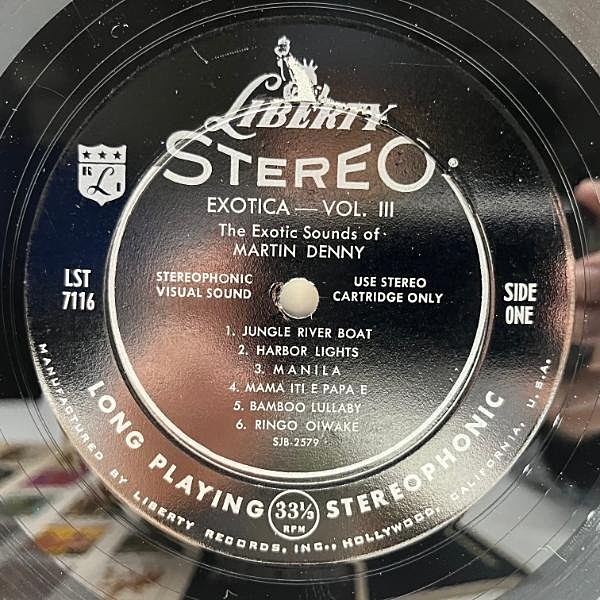 LIBERTY
STEREO
EXOTICA — VOL. III
The Exotic Sounds of
MARTIN DENNY
LST
7116
STEREOPHONIC
VISUAL SOUND
USE STEREO
CARTRIDGE ONLY
SIDE
ONE
1. JUNGLE RIVER BOAT
2. HARBOR LIGHTS
3. MANILA
4. MAMA ITI E PAPA E
5. BAMBOO LULLABY
6. RINGO OIWAKE
SJB-2579
LONG PLAYING 33⅓ RPM STEREOPHONIC
MANUFACTURED BY LIBERTY RECORDS, INC., HOLLYWOOD, CALIFORNIA, U.S.A.